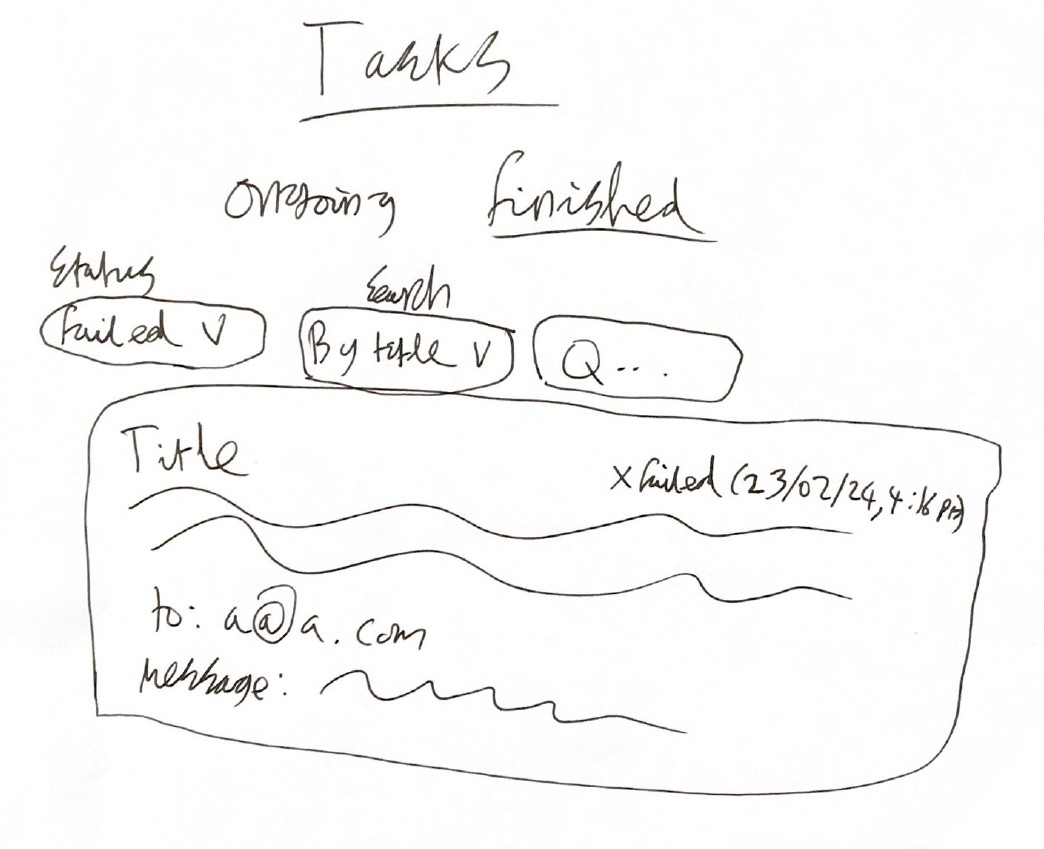 Tasks
Ongoing Finished
Status Search
Failed V By title V Q...
Title
X Failed (23/02/24, 4:16 PM)
to: a@a.com
Message: